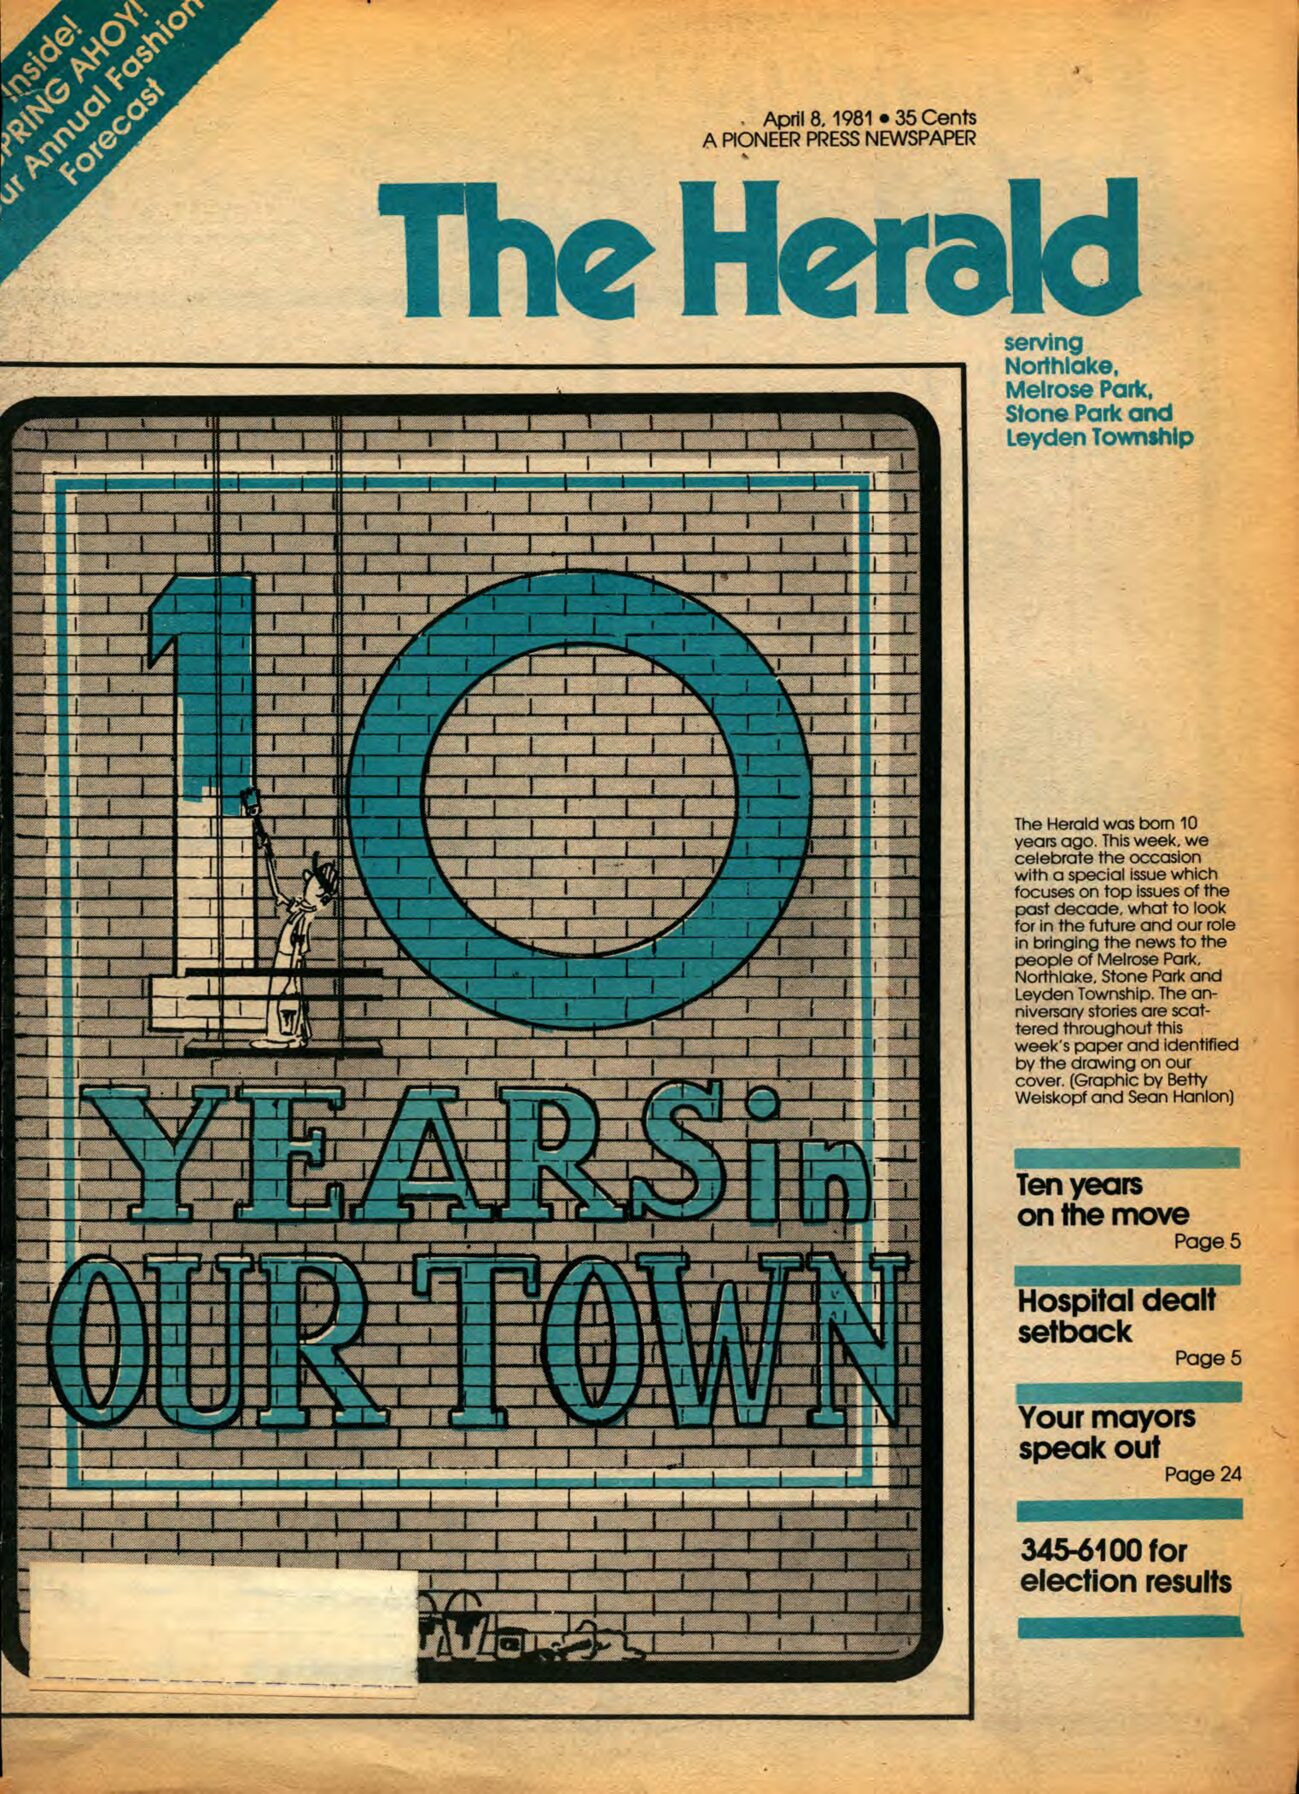 Inside!
SPRING AHOY!
Our Annual Fashion
Forecast
April 8, 1981 • 35 Cents
A PIONEER PRESS NEWSPAPER
The Herald
serving
Northlake,
Melrose Park,
Stone Park and
Leyden Township
10
YEARS in
OUR TOWN
The Herald was born 10
years ago. This week, we
celebrate the occasion
with a special issue which
focuses on top issues of the
past decade, what to look
for in the future and our role
in bringing the news to the
people of Melrose Park,
Northlake, Stone Park and
Leyden Township. The an-
niversary stories are scat-
tered throughout this
week's paper and identified
by the drawing on our
cover. (Graphic by Betty
Weiskopf and Sean Hanlon)
Ten years
on the move
Page 5
Hospital dealt
setback
Page 5
Your mayors
speak out
Page 24
345-6100 for
election results